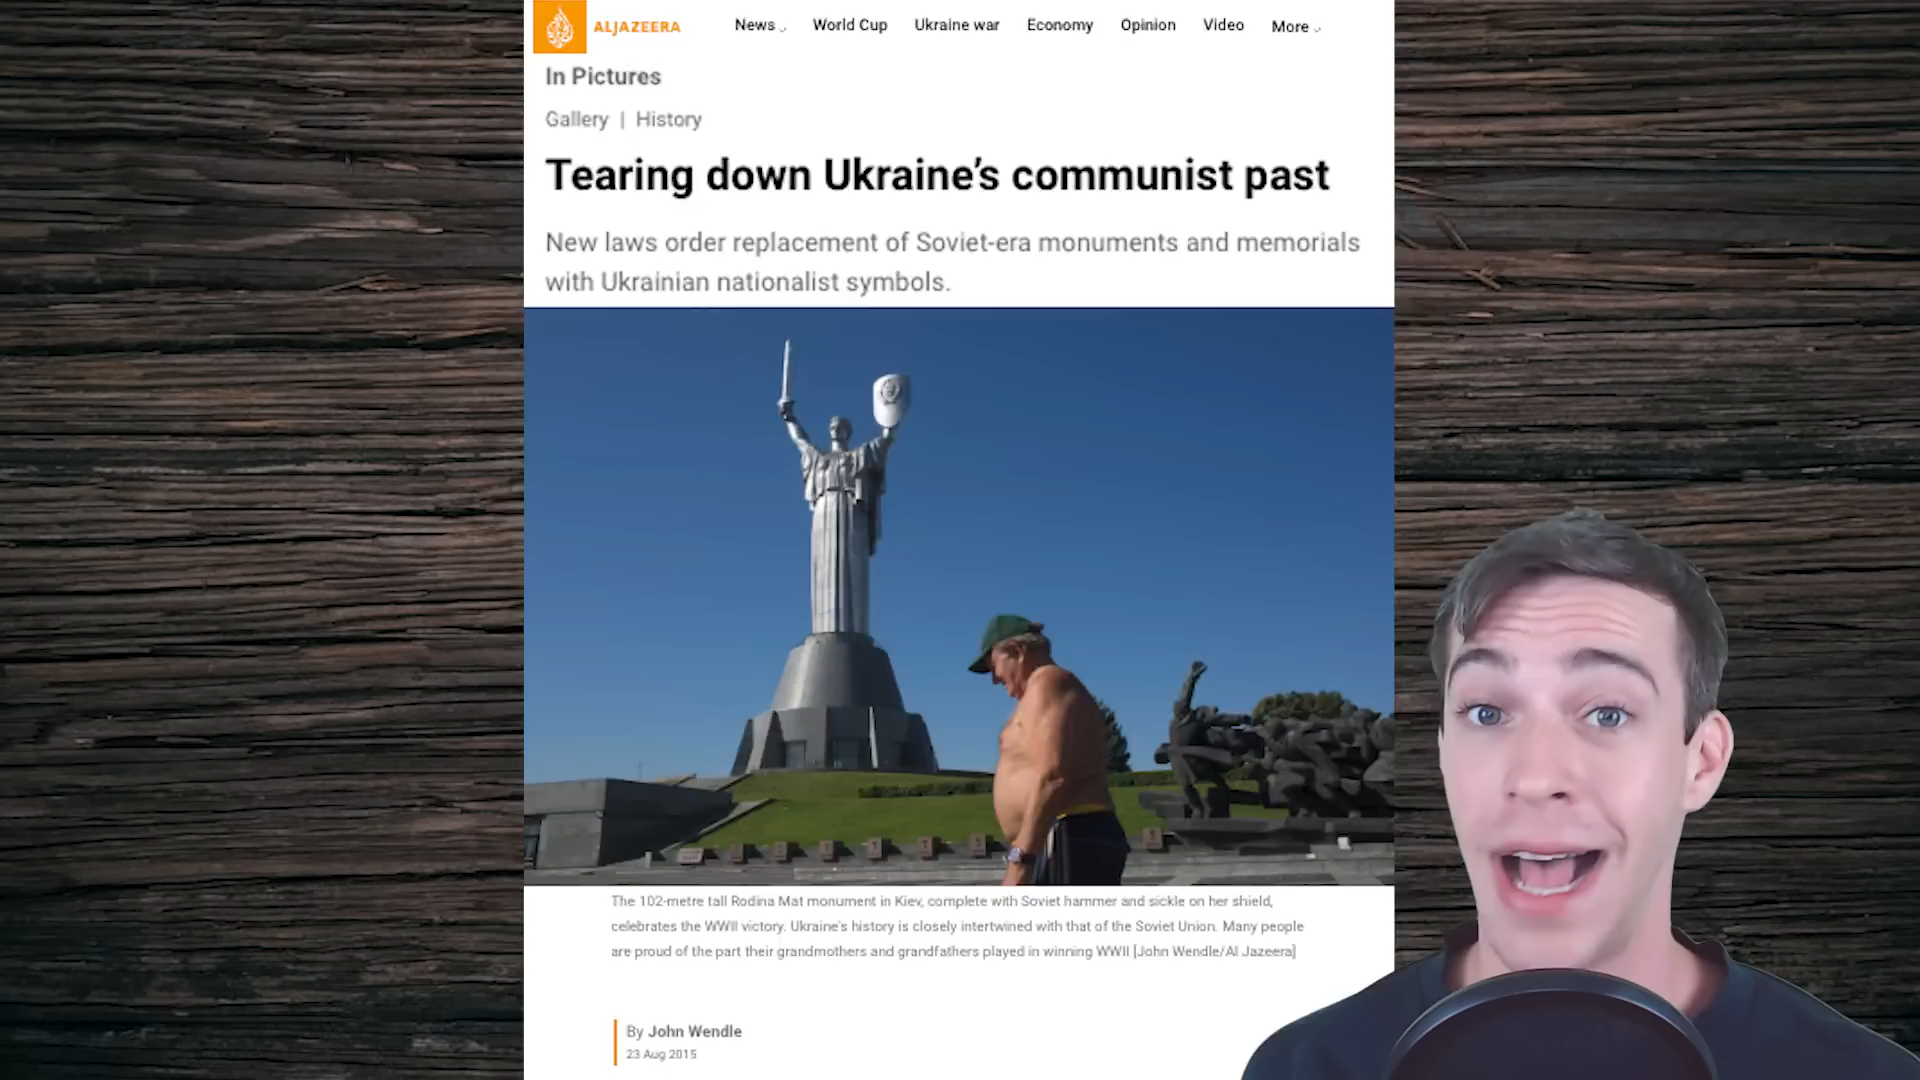 ALJAZEERA
News
World Cup
Ukraine war
Economy
Opinion
Video
More
In Pictures
Gallery | History
Tearing down Ukraine's communist past
New laws order replacement of Soviet-era monuments and memorials
with Ukrainian nationalist symbols.
The 102-metre tall Rodina Mat monument in Kiev, complete with Soviet hammer and sickle on her shield,
celebrates the WWII victory. Ukraine's history is closely intertwined with that of the Soviet Union. Many people
are proud of the part their grandmothers and grandfathers played in winning WWII [John Wendle/Al Jazeera]
By John Wendle
23 Aug 2015